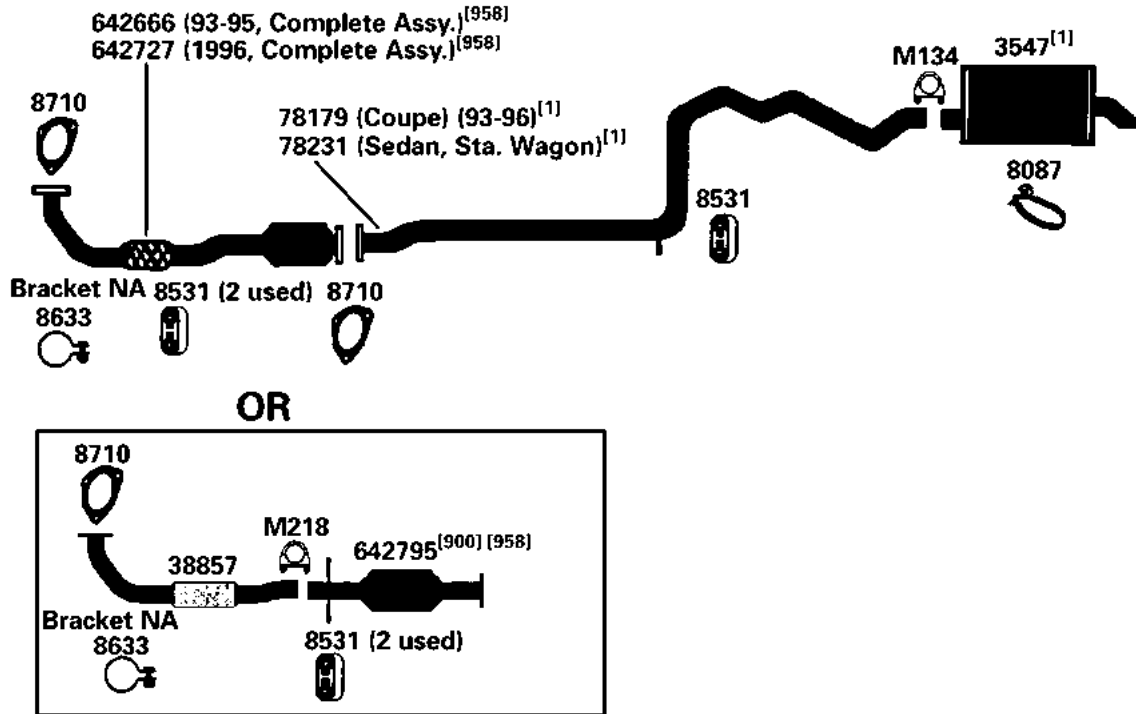 642666 (93-95, Complete Assy.)[958]
642727 (1996, Complete Assy.)[958]
8710
78179 (Coupe) (93-96)[1]
78231 (Sedan, Sta. Wagon)[1]
M134
3547[1]
8087
8531
Bracket NA
8633
8531 (2 used)
8710
OR
8710
M218
642795[900] [958]
38857
Bracket NA
8633
8531 (2 used)